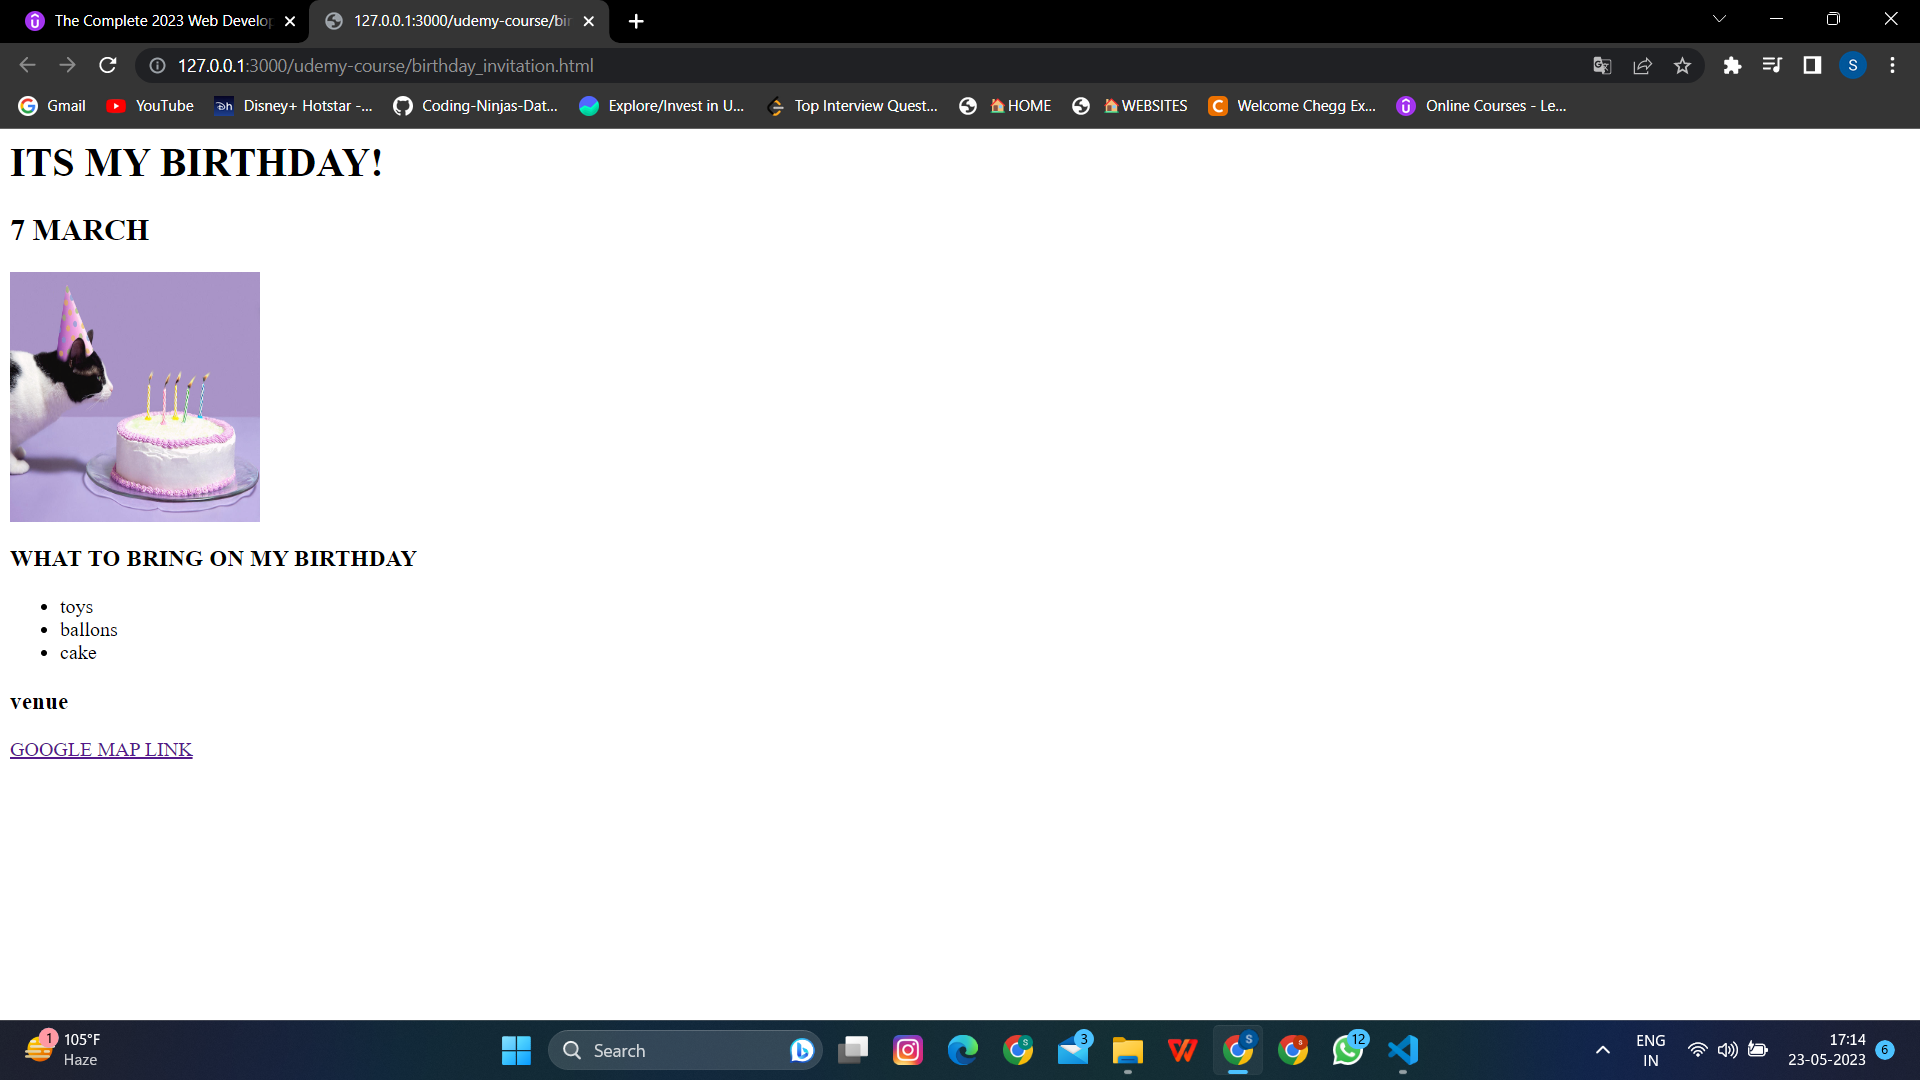 The Complete 2023 Web Develop
127.0.0.1:3000/udemy-course/bir
127.0.0.1:3000/udemy-course/birthday_invitation.html
S
Gmail
YouTube
Disney+ Hotstar -...
Coding-Ninjas-Dat...
Explore/Invest in U...
Top Interview Quest...
HOME
WEBSITES
Welcome Chegg Ex...
Online Courses - Le...
ITS MY BIRTHDAY!
7 MARCH
WHAT TO BRING ON MY BIRTHDAY
toys
ballons
cake
venue
GOOGLE MAP LINK
1
105°F
Haze
Search
S
3
S
S
12
ENG
IN
17:14
23-05-2023
6